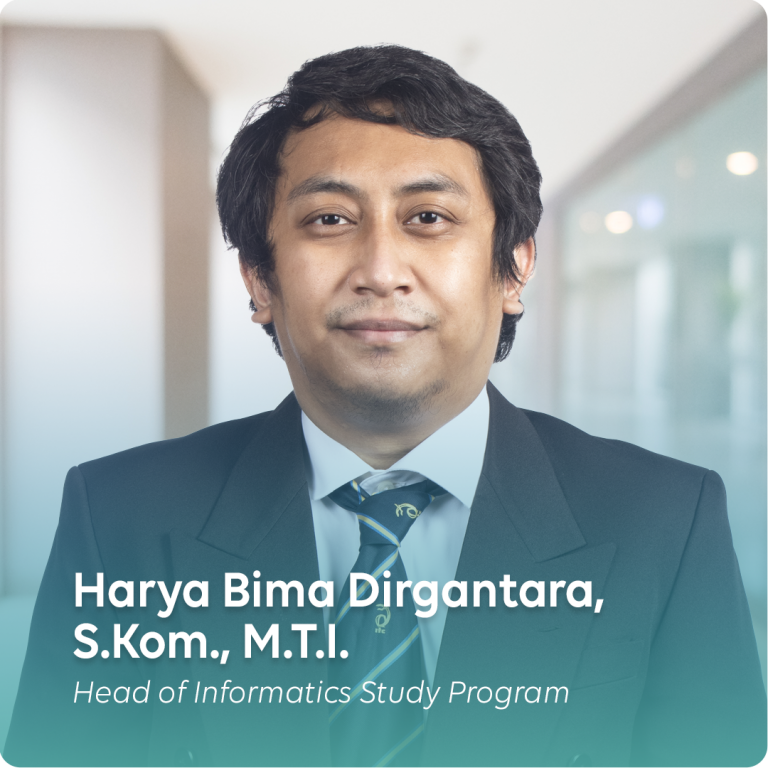 Harya Bima Dirgantara,
S.Kom., M.T.I.
Head of Informatics Study Program